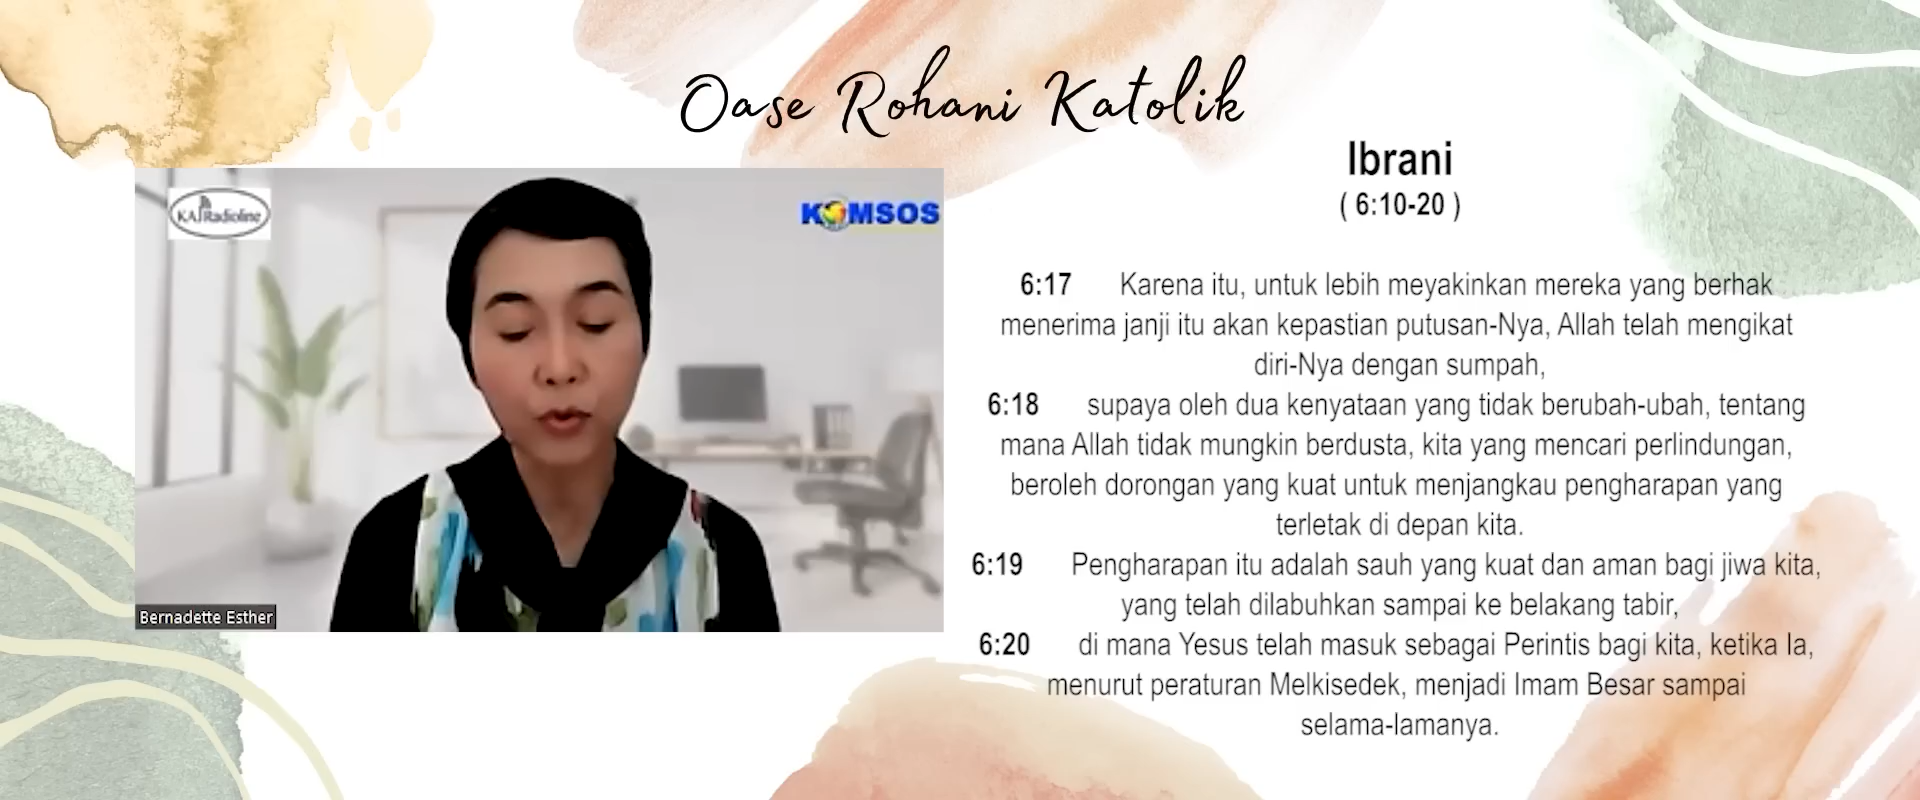 Oase Rohani Katolik
KAJ Radioline
KOMSOS
Bernadette Esther
Ibrani
( 6:10-20 )
6:17 Karena itu, untuk lebih meyakinkan mereka yang berhak
menerima janji itu akan kepastian putusan-Nya, Allah telah mengikat
diri-Nya dengan sumpah,
6:18 supaya oleh dua kenyataan yang tidak berubah-ubah, tentang
mana Allah tidak mungkin berdusta, kita yang mencari perlindungan,
beroleh dorongan yang kuat untuk menjangkau pengharapan yang
terletak di depan kita.
6:19 Pengharapan itu adalah sauh yang kuat dan aman bagi jiwa kita,
yang telah dilabuhkan sampai ke belakang tabir,
6:20 di mana Yesus telah masuk sebagai Perintis bagi kita, ketika Ia,
menurut peraturan Melkisedek, menjadi Imam Besar sampai
selama-lamanya.